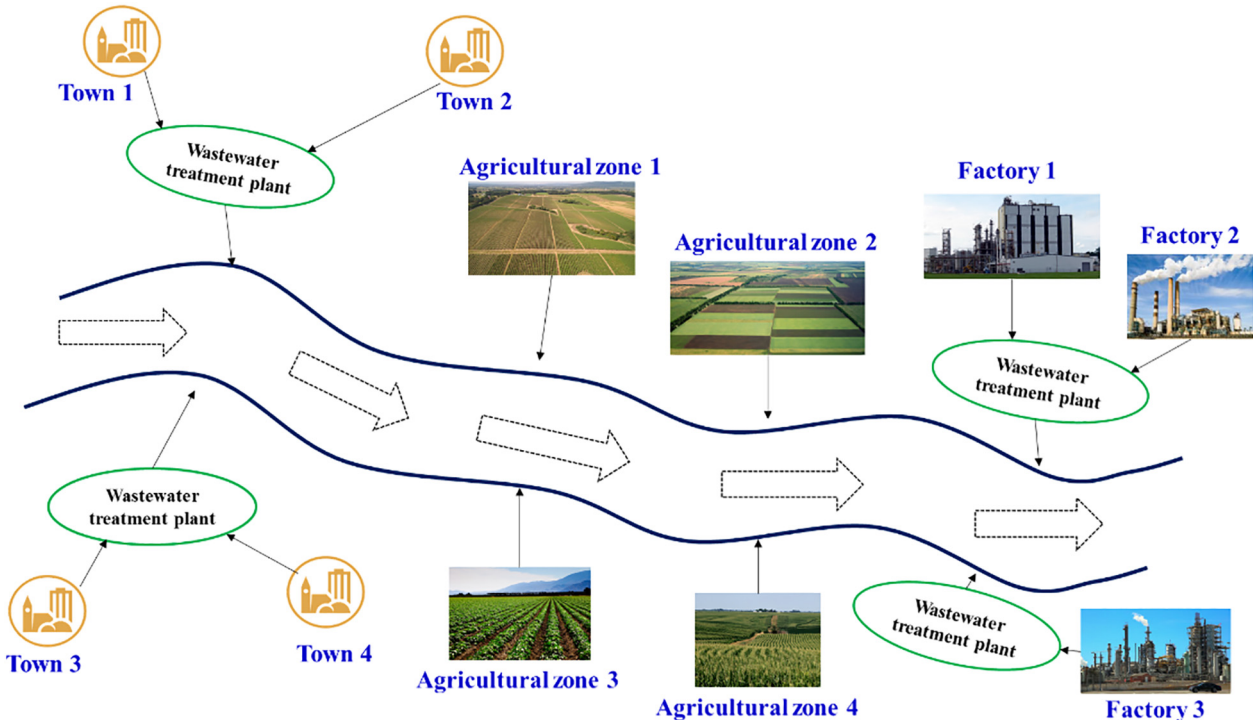 Town 1
Town 2
Wastewater
treatment plant
Agricultural zone 1
Agricultural zone 2
Factory 1
Factory 2
Wastewater
treatment plant
Wastewater
treatment plant
Town 3
Town 4
Agricultural zone 3
Agricultural zone 4
Wastewater
treatment plant
Factory 3